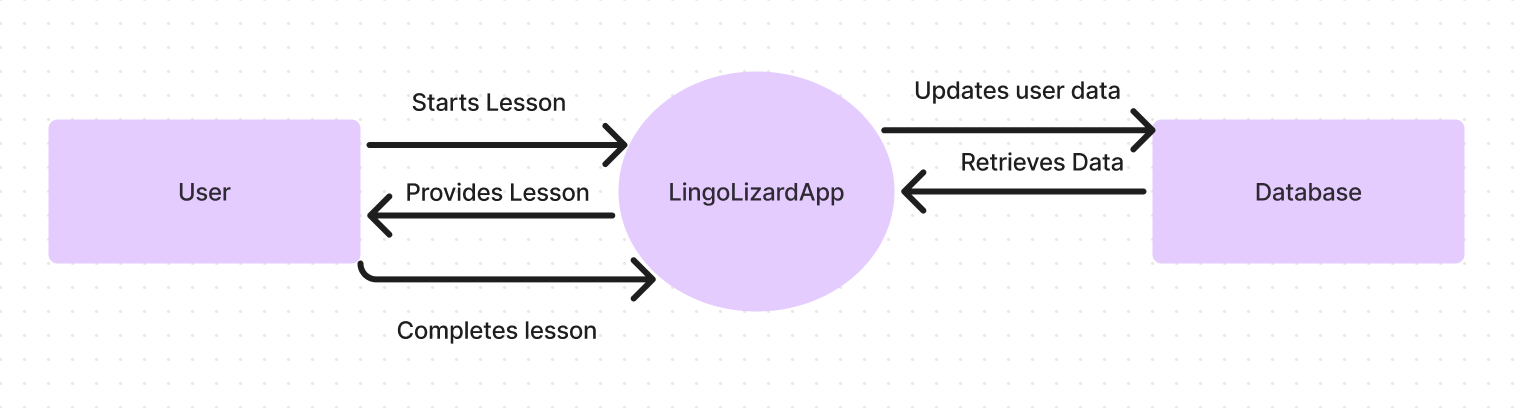 Starts Lesson
Updates user data
Retrieves Data
User
Provides Lesson
LingoLizardApp
Database
Completes lesson